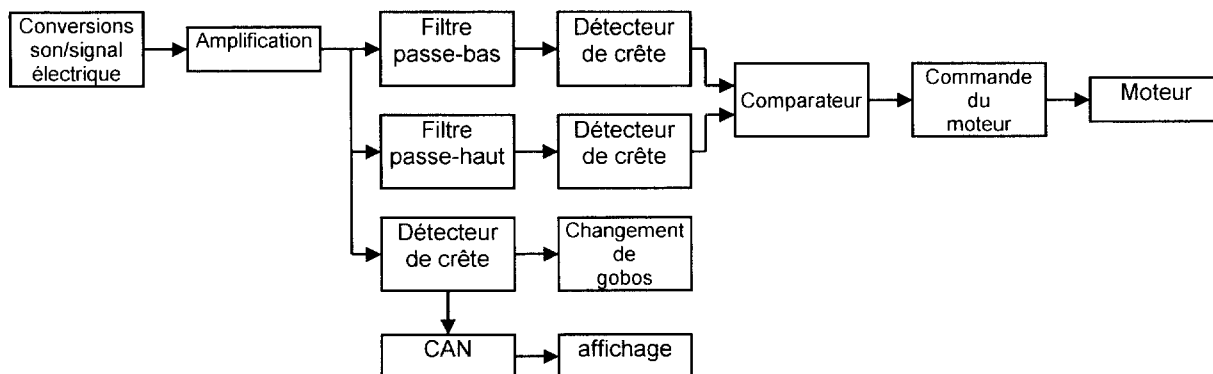 Conversions
son/signal
électrique
Amplification
Filtre
passe-bas
Détecteur
de crête
Filtre
passe-haut
Détecteur
de crête
Comparateur
Commande
du
moteur
Moteur
Détecteur
de crête
Changement
de
gobos
CAN
affichage